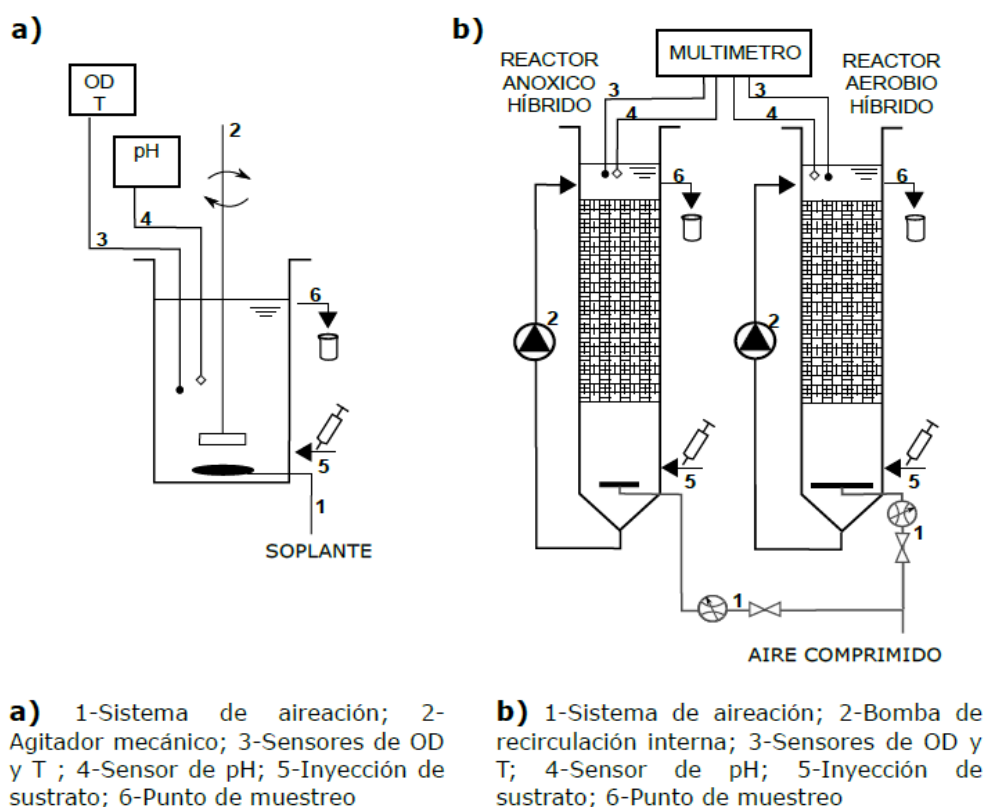 a)
OD
T
pH
2
4
3
6
5
1
SOPLANTE
b)
REACTOR
ANOXICO
HÍBRIDO
MULTIMETRO
REACTOR
AEROBIO
HÍBRIDO
3
4
3
4
6
6
2
2
5
5
1
1
AIRE COMPRIMIDO
a) 1-Sistema de aireación; 2-
Agitador mecánico; 3-Sensores de OD
y T ; 4-Sensor de pH; 5-Inyección de
sustrato; 6-Punto de muestreo
b) 1-Sistema de aireación; 2-Bomba de
recirculación interna; 3-Sensores de OD y
T; 4-Sensor de pH; 5-Inyección de
sustrato; 6-Punto de muestreo